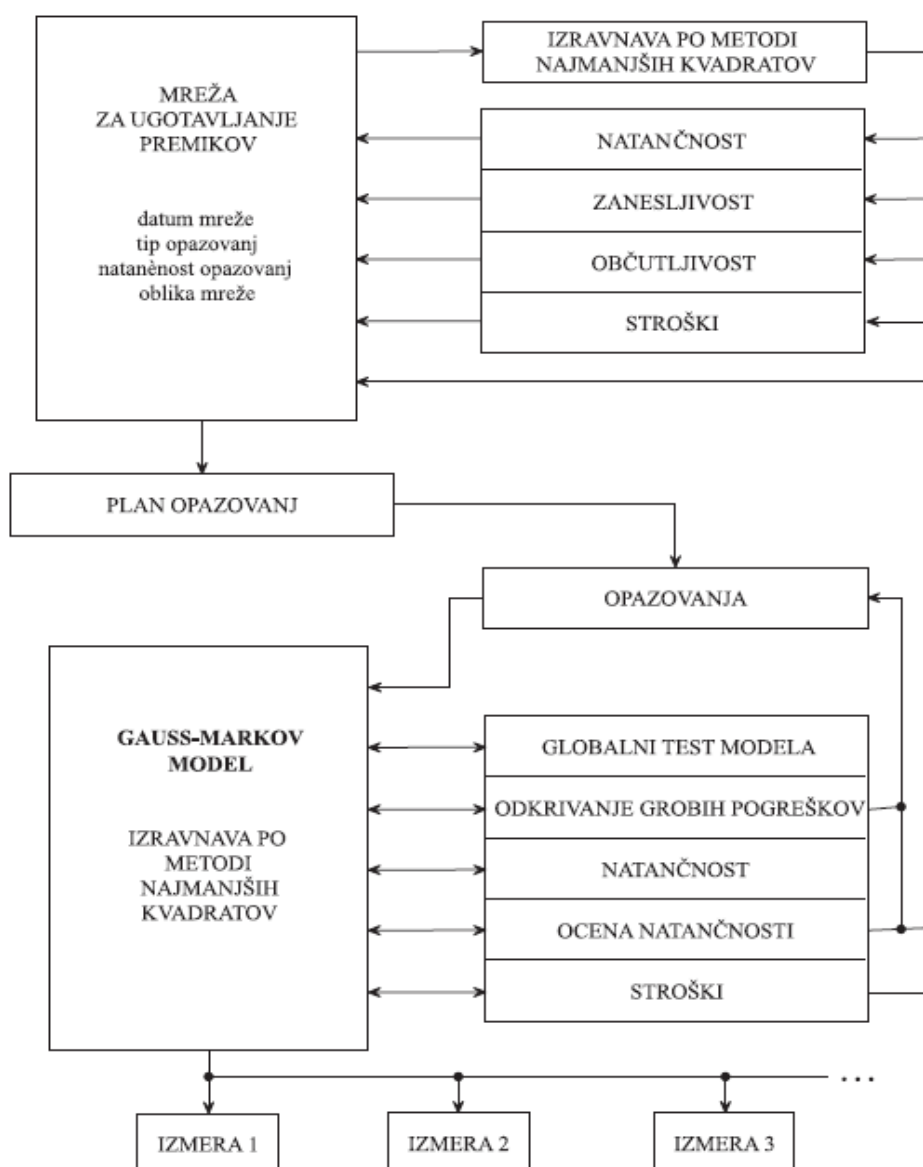 MREŽA
ZA UGOTAVLJANJE
PREMIKOV
datum mreže
tip opazovanj
natanènost opazovanj
oblika mreže
IZRAVNAVA PO METODI
NAJMANJŠIH KVADRATOV
NATANČNOST
ZANESLJIVOST
OBČUTLJIVOST
STROŠKI
PLAN OPAZOVANJ
OPAZOVANJA
GAUSS-MARKOV
MODEL
IZRAVNAVA PO
METODI
NAJMANJŠIH
KVADRATOV
GLOBALNI TEST MODELA
ODKRIVANJE GROBIH POGREŠKOV
NATANČNOST
OCENA NATANČNOSTI
STROŠKI
...
IZMERA 1
IZMERA 2
IZMERA 3